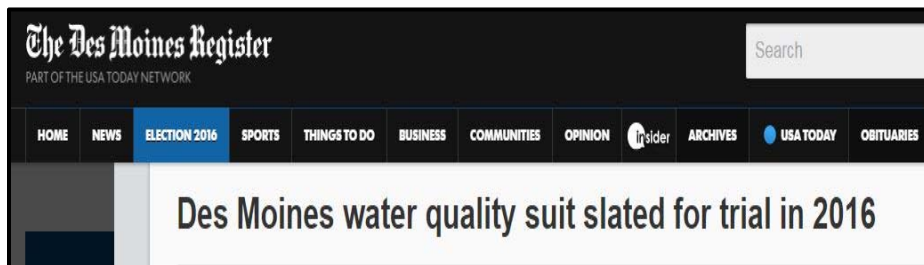 The Des Moines Register
PART OF THE USA TODAY NETWORK
Search
HOME NEWS ELECTION 2016 SPORTS THINGS TO DO BUSINESS COMMUNITIES OPINION insider ARCHIVES USA TODAY OBITUARIES
Des Moines water quality suit slated for trial in 2016